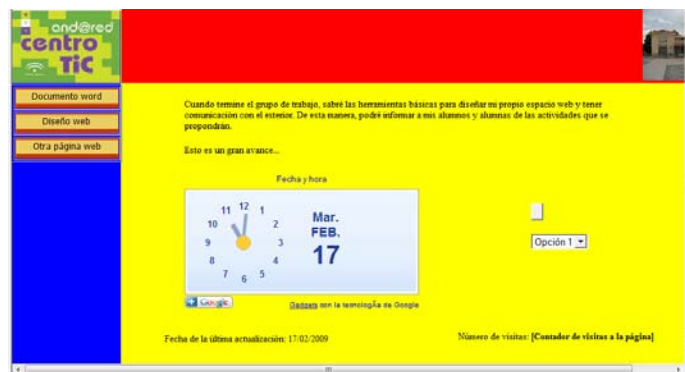 and@red
centro
TiC
Documento word
Diseño web
Otra página web
Cuando termine el grupo de trabajo, sabré las herramientas básicas para diseñar mi propio espacio web y tener
comunicación con el exterior. De esta manera, podré informar a mis alumnos y alumnas de las actividades que se
propondrán.
Esto es un gran avance...
Fecha y hora
11 12 1
10 2
9 3
8 4
7 6 5
Mar.
FEB.
17
Opción 1
Google
Gadgets con la tecnologÃa de Google
Fecha de la última actualización: 17/02/2009
Número de visitas: [Contador de visitas a la página]